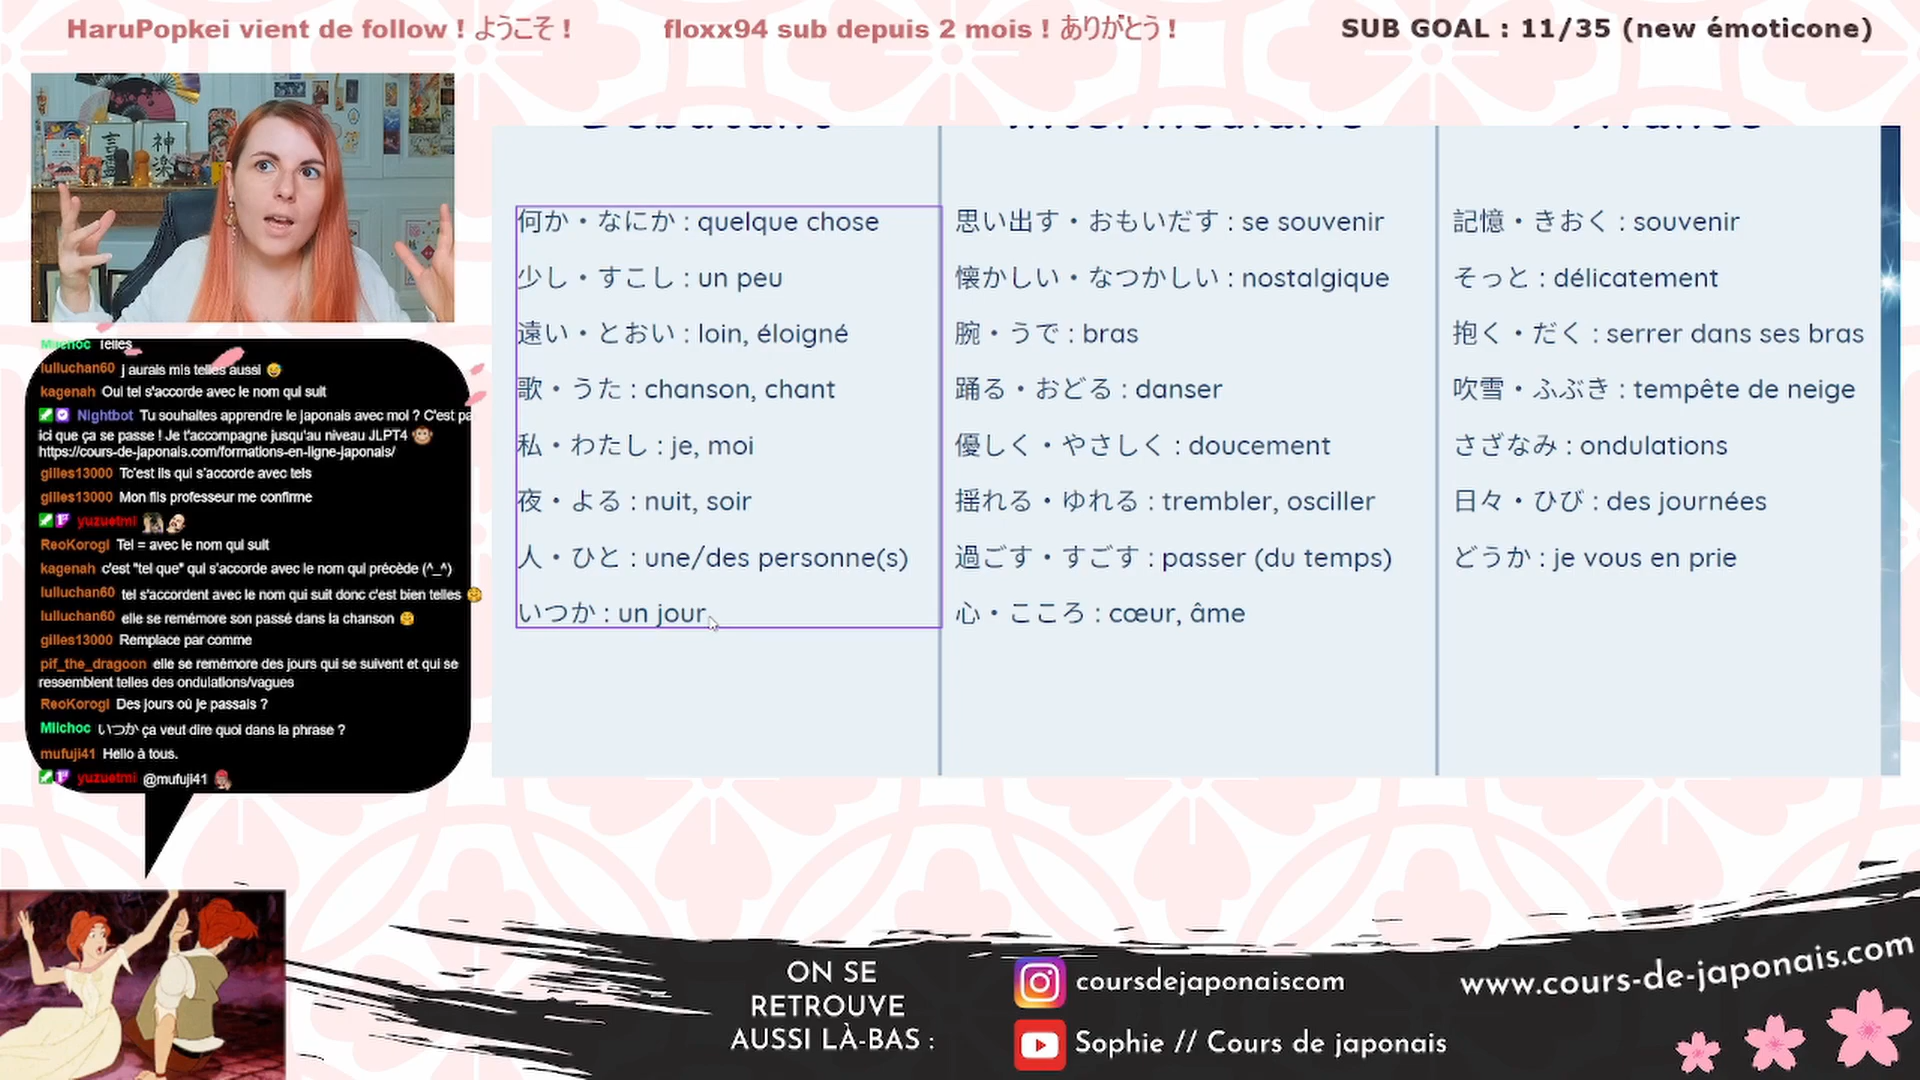 HaruPopkei vient de follow ! ようこそ !
floxx94 sub depuis 2 mois ! ありがとう !
SUB GOAL : 11/35 (new émoticone)
言
神
楽
Débutant
Intermédiaire
Avancé
何か・なにか : quelque chose
少し・すこし : un peu
遠い・とおい : loin, éloigné
歌・うた : chanson, chant
私・わたし : je, moi
夜・よる : nuit, soir
人・ひと : une/des personne(s)
いつか : un jour
思い出す・おもいだす : se souvenir
懐かしい・なつかしい : nostalgique
腕・うで : bras
踊る・おどる : danser
優しく・やさしく : doucement
揺れる・ゆれる : trembler, osciller
過ごす・すごす : passer (du temps)
心・こころ : cœur, âme
記憶・きおく : souvenir
そっと : délicatement
抱く・だく : serrer dans ses bras
吹雪・ふぶき : tempête de neige
さざなみ : ondulations
日々・ひび : des journées
どうか : je vous en prie
Milchoc Telles
lulluchan60 j aurais mis telles aussi
kagenah Oui tel s'accorde avec le nom qui suit
Nightbot Tu souhaites apprendre le japonais avec moi ? C'est pa
ici que ça se passe ! Je t'accompagne jusqu'au niveau JLPT4
https://cours-de-japonais.com/formations-en-ligne-japonais/
gilles13000 Tc'est ils qui s'accorde avec tels
gilles13000 Mon fils professeur me confirme
yuzuetmi
ReoKorogi Tel = avec le nom qui suit
kagenah c'est "tel que" qui s'accorde avec le nom qui précède (^_^)
lulluchan60 tel s'accordent avec le nom qui suit donc c'est bien telles
lulluchan60 elle se remémore son passé dans la chanson
gilles13000 Remplace par comme
pif_the_dragoon elle se remémore des jours qui se suivent et qui se
ressemblent telles des ondulations/vagues
ReoKorogi Des jours où je passais ?
Milchoc いつか ça veut dire quoi dans la phrase ?
mufuji41 Hello à tous.
yuzuetmi @mufuji41
ON SE
RETROUVE
AUSSI LÀ-BAS :
coursdejaponaiscom
Sophie // Cours de japonais
www.cours-de-japonais.com